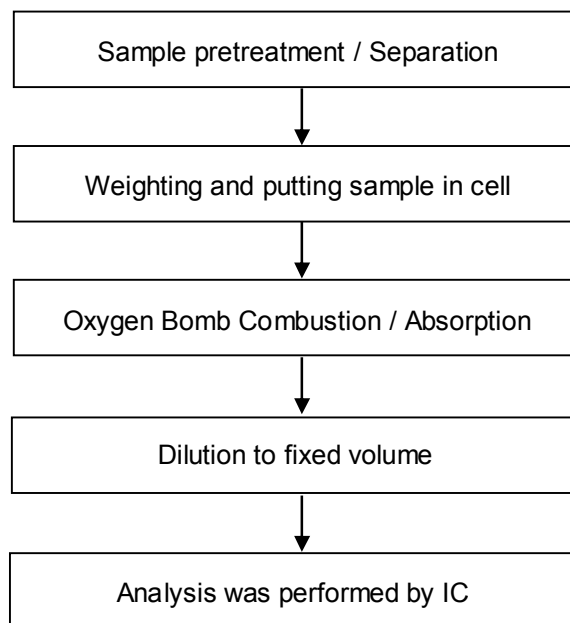 Sample pretreatment / Separation
Weighting and putting sample in cell
Oxygen Bomb Combustion / Absorption
Dilution to fixed volume
Analysis was performed by IC